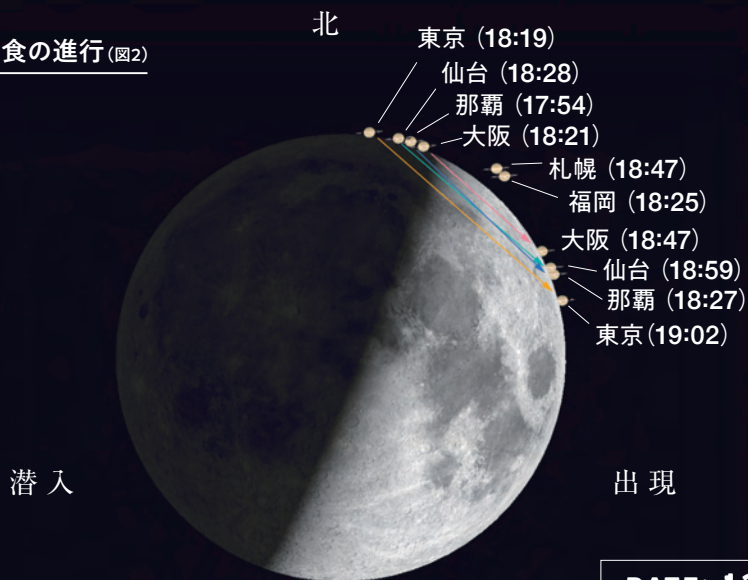 北
食の進行(図2)
東京（18:19）
仙台（18:28）
那覇（17:54）
大阪（18:21）
札幌（18:47）
福岡（18:25）
大阪（18:47）
仙台（18:59）
那覇（18:27）
東京（19:02）
潜入
出現